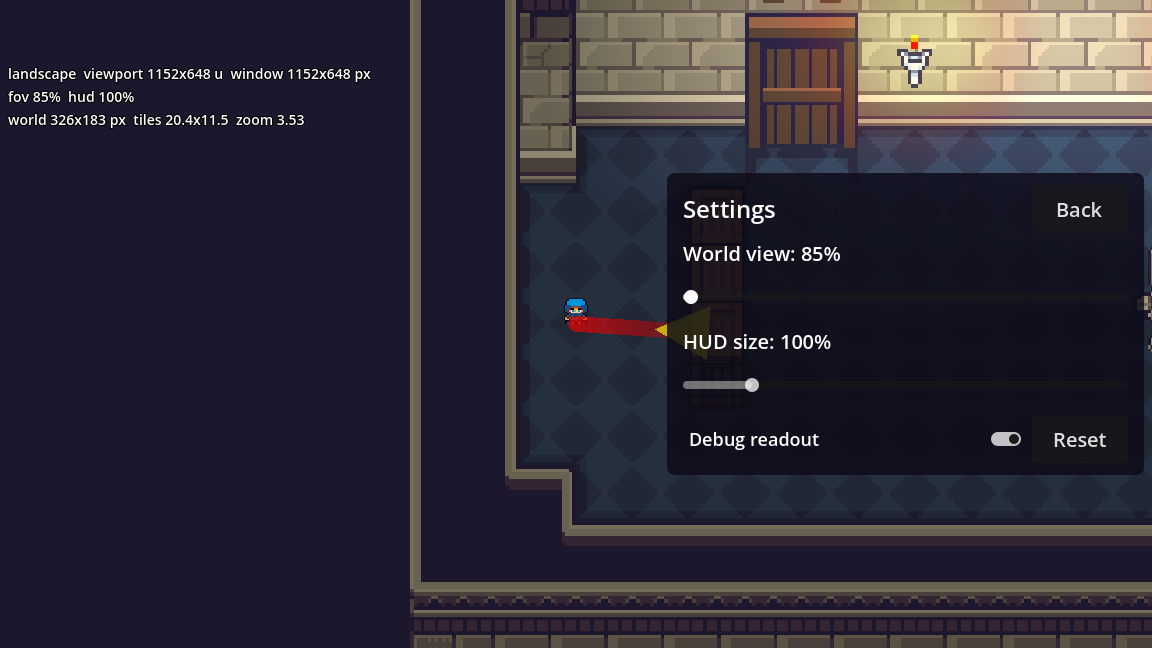 landscape  viewport 1152x648 u  window 1152x648 px
fov 85%  hud 100%
world 326x183 px  tiles 20.4x11.5  zoom 3.53
Settings
Back
World view: 85%
HUD size: 100%
Debug readout
Reset